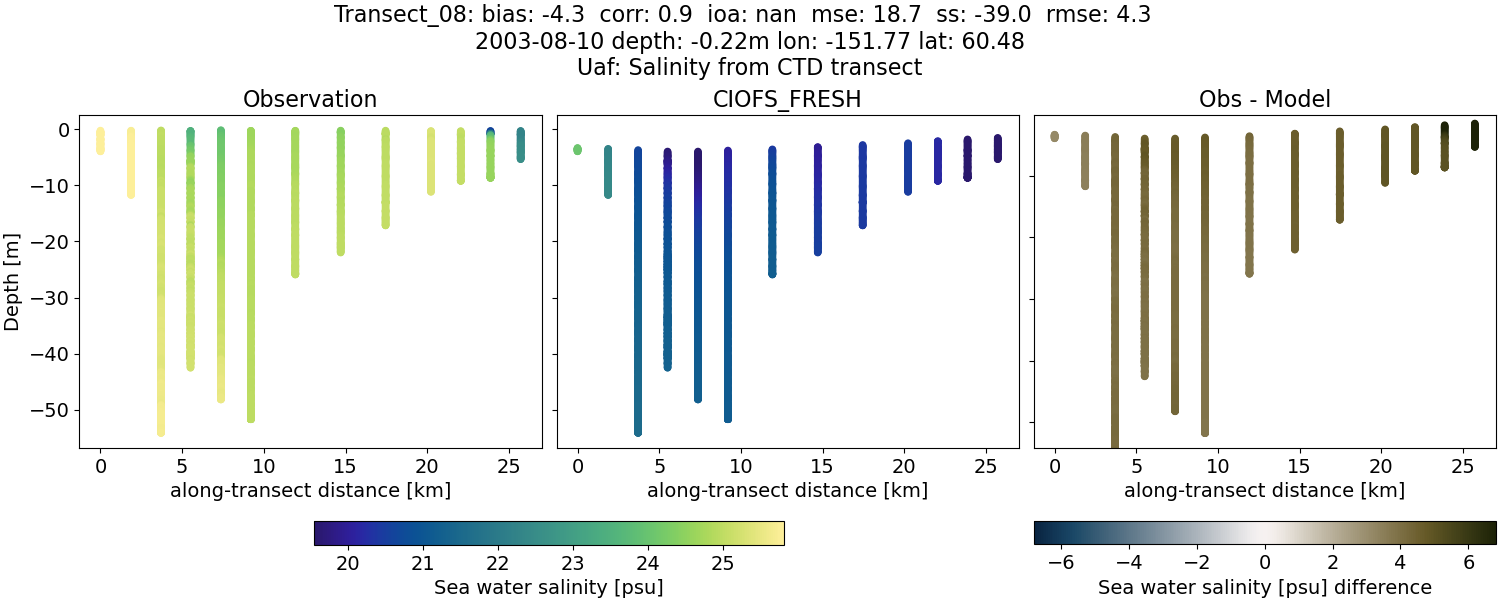 Transect_08: bias: -4.3  corr: 0.9  ioa: nan  mse: 18.7  ss: -39.0  rmse: 4.3
2003-08-10 depth: -0.22m lon: -151.77 lat: 60.48
Uaf: Salinity from CTD transect
Observation
CIOFS_FRESH
Obs - Model
Depth [m]
0
−10
−20
−30
−40
−50
0 5 10 15 20 25
0 5 10 15 20 25
0 5 10 15 20 25
along-transect distance [km]
along-transect distance [km]
along-transect distance [km]
20 21 22 23 24 25
Sea water salinity [psu]
−6 −4 −2 0 2 4 6
Sea water salinity [psu] difference